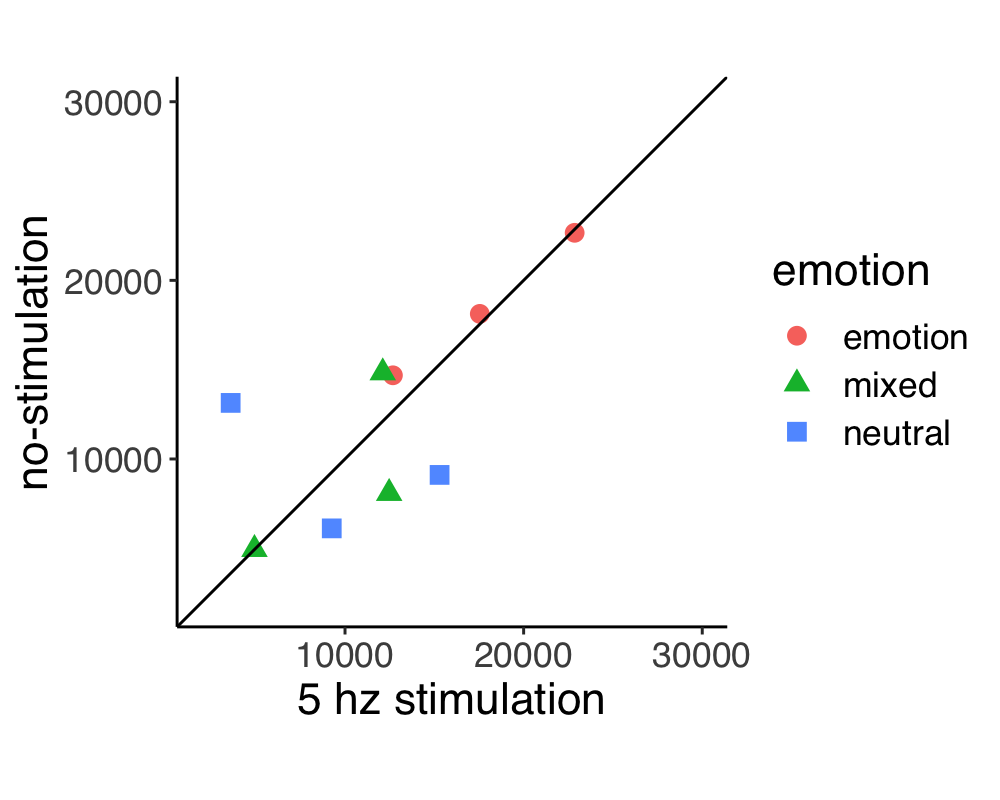 30000
20000
10000
no-stimulation
10000 20000 30000
5 hz stimulation
emotion
emotion
mixed
neutral